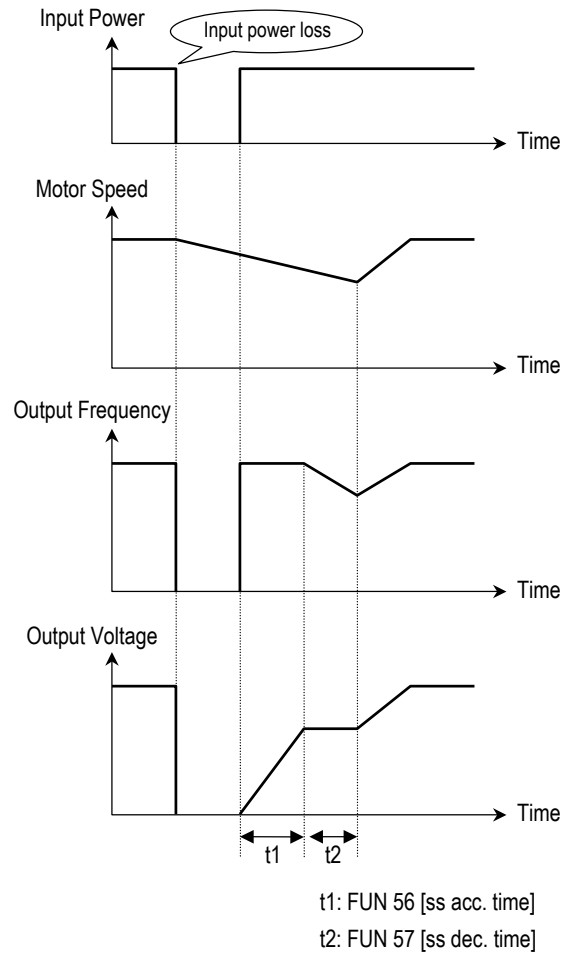 Input Power
Input power loss
Time
Motor Speed
Time
Output Frequency
Time
Output Voltage
Time
t1 t2
t1: FUN 56 [ss acc. time]
t2: FUN 57 [ss dec. time]